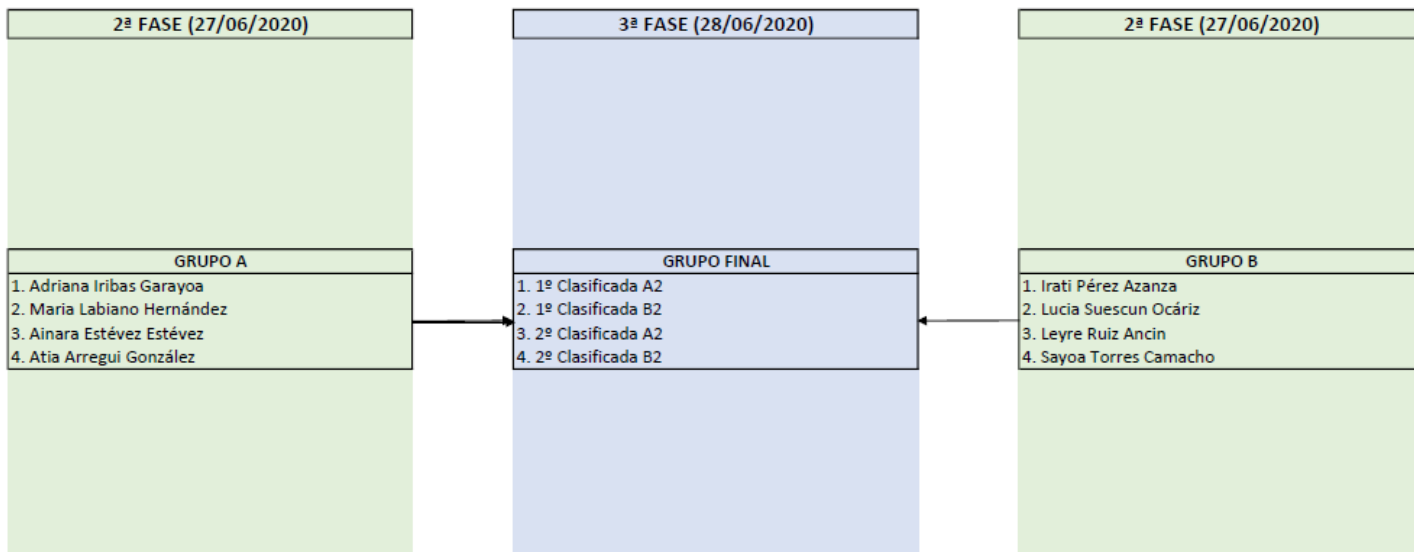 2ª FASE (27/06/2020)
3ª FASE (28/06/2020)
2ª FASE (27/06/2020)
GRUPO A
1. Adriana Iribas Garayoa
2. Maria Labiano Hernández
3. Ainara Estévez Estévez
4. Atia Arregui González
GRUPO FINAL
1. 1º Clasificada A2
2. 1º Clasificada B2
3. 2º Clasificada A2
4. 2º Clasificada B2
GRUPO B
1. Irati Pérez Azanza
2. Lucia Suescun Ocáriz
3. Leyre Ruiz Ancin
4. Sayoa Torres Camacho